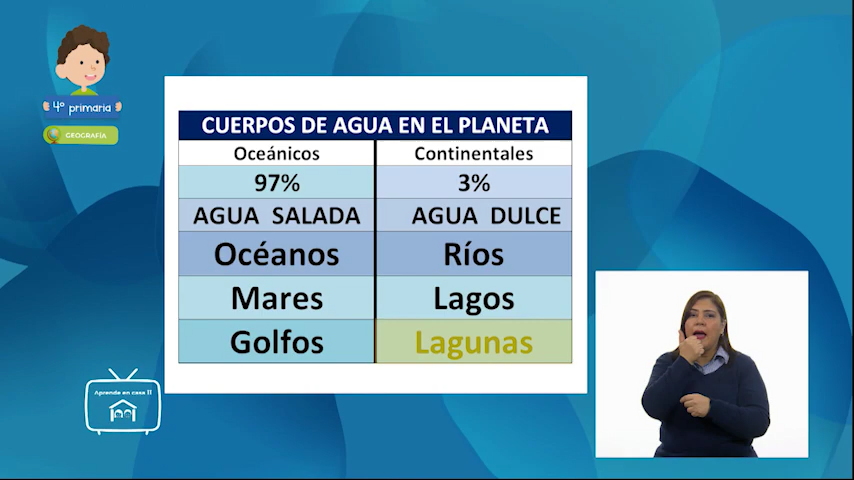 4º primaria
GEOGRAFÍA
CUERPOS DE AGUA EN EL PLANETA
Oceánicos Continentales
97% 3%
AGUA SALADA AGUA DULCE
Océanos Ríos
Mares Lagos
Golfos Lagunas
Aprende en casa II